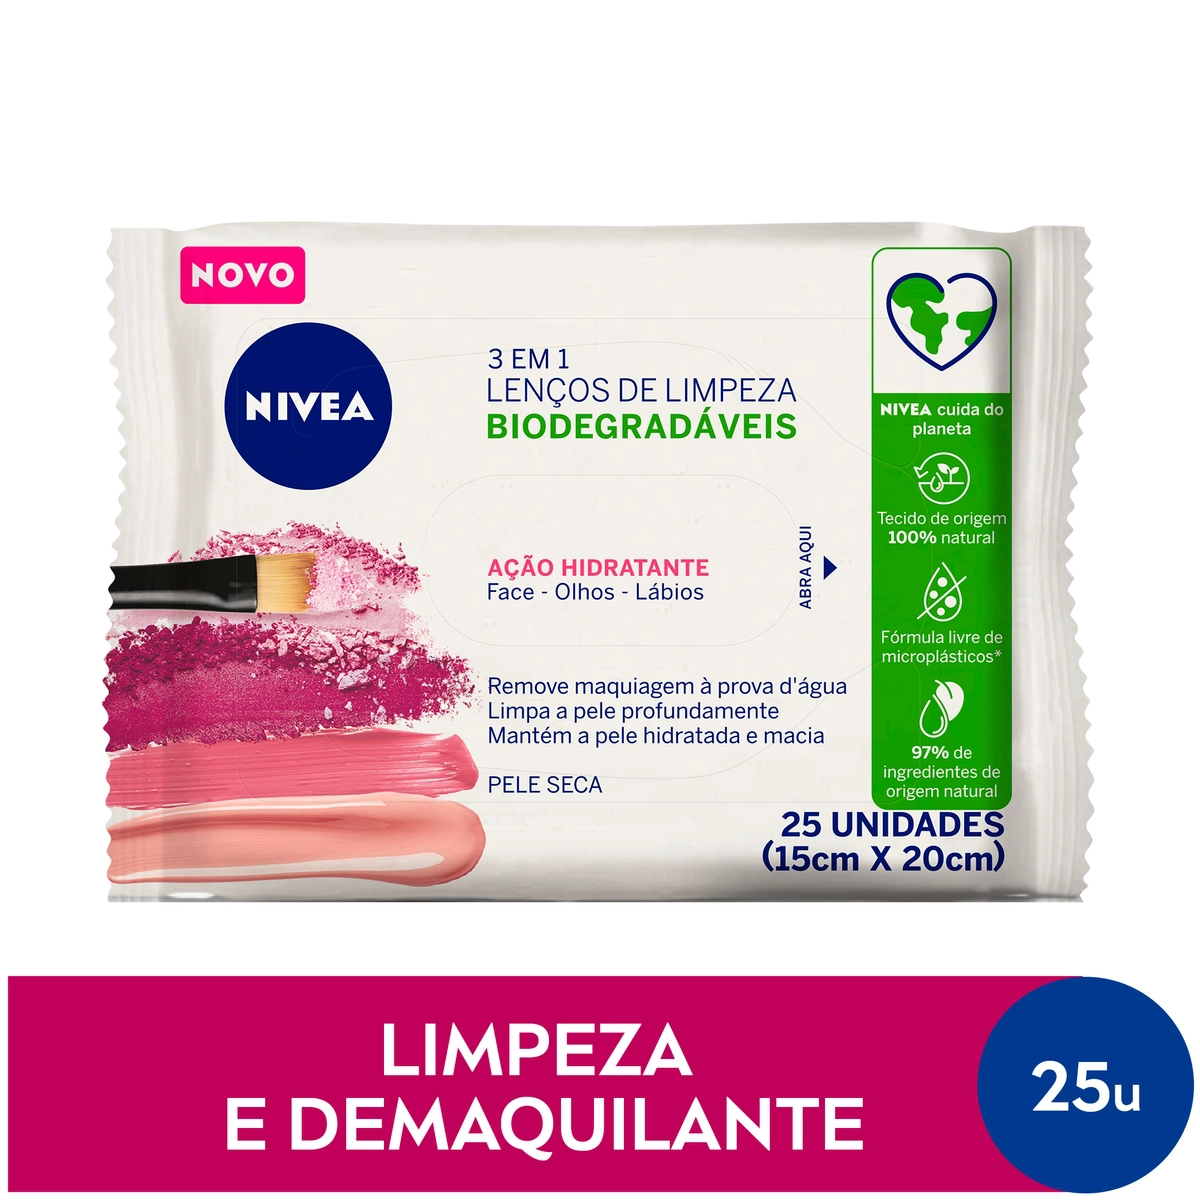 NOVO
NIVEA
3 EM 1
LENÇOS DE LIMPEZA
BIODEGRADÁVEIS
AÇÃO HIDRATANTE
Face - Olhos - Lábios
ABRA AQUI
Remove maquiagem à prova d'água
Limpa a pele profundamente
Mantém a pele hidratada e macia
PELE SECA
NIVEA cuida do
planeta
Tecido de origem
100% natural
Fórmula livre de
microplásticos*
97% de
ingredientes de
origem natural
25 UNIDADES
(15cm X 20cm)
LIMPEZA
E DEMAQUILANTE
25u